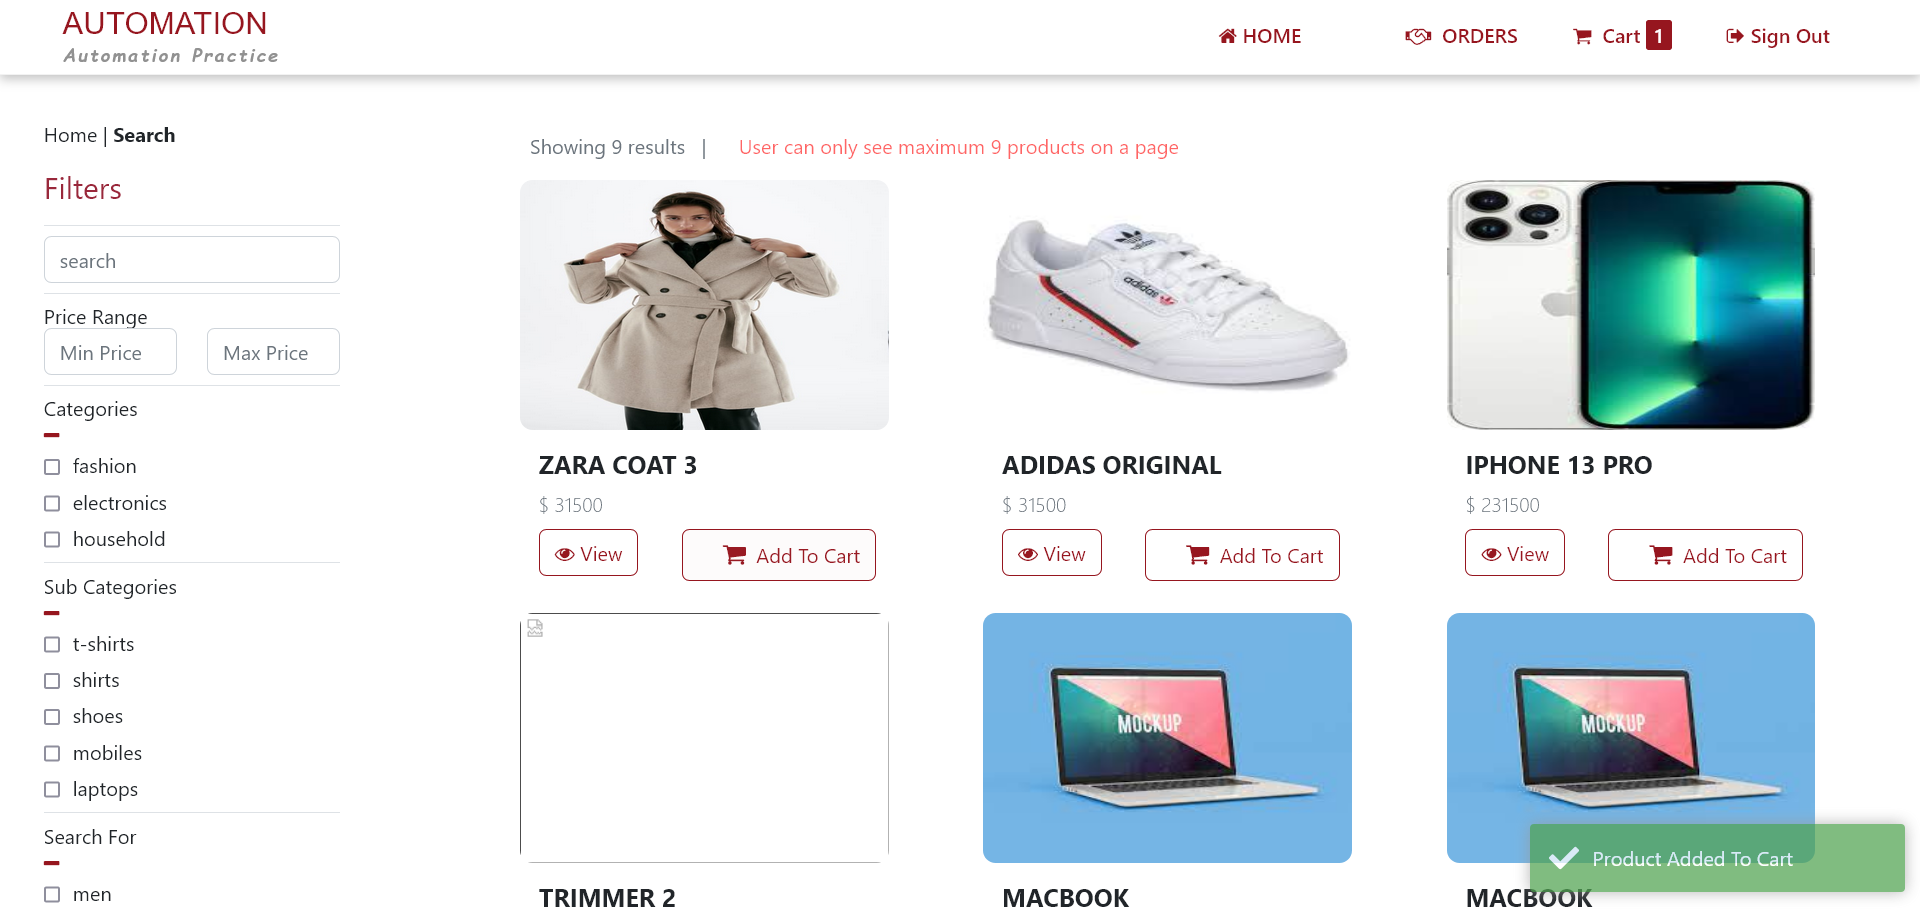 AUTOMATION
Automation Practice
HOME
ORDERS
Cart 1
Sign Out
Home | Search
Filters
search
Price Range
Min Price
Max Price
Categories
fashion
electronics
household
Sub Categories
t-shirts
shirts
shoes
mobiles
laptops
Search For
men
Showing 9 results |
User can only see maximum 9 products on a page
adidas
adidas
ZARA COAT 3
$ 31500
View
Add To Cart
ADIDAS ORIGINAL
$ 31500
View
Add To Cart
IPHONE 13 PRO
$ 231500
View
Add To Cart
MOCKUP
MOCKUP
TRIMMER 2
MACBOOK
MACBOOK
Product Added To Cart